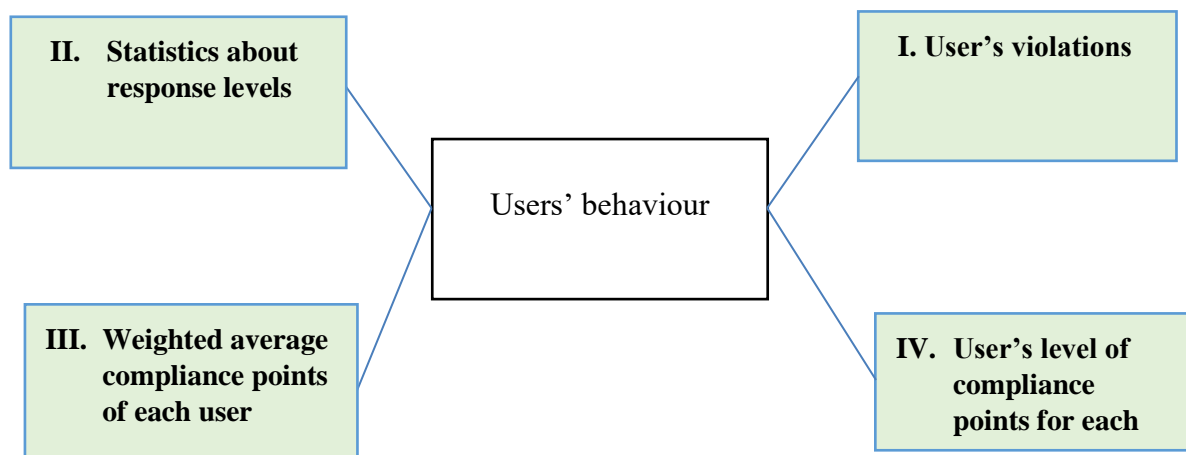 II. Statistics about
response levels
I. User’s violations
Users’ behaviour
III. Weighted average
compliance points
of each user
IV. User’s level of
compliance
points for each